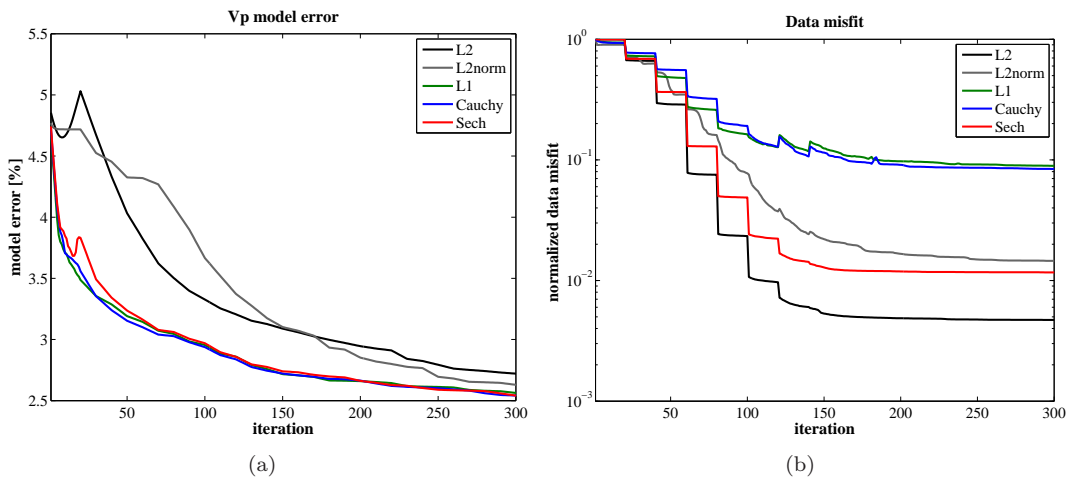 Vp model error
5.5
5
4.5
4
3.5
3
2.5
model error [%]
50 100 150 200 250 300
iteration
L2
L2norm
L1
Cauchy
Sech
(a)
Data misfit
10^0
10^−1
10^−2
10^−3
normalized data misfit
50 100 150 200 250 300
iteration
L2
L2norm
L1
Cauchy
Sech
(b)